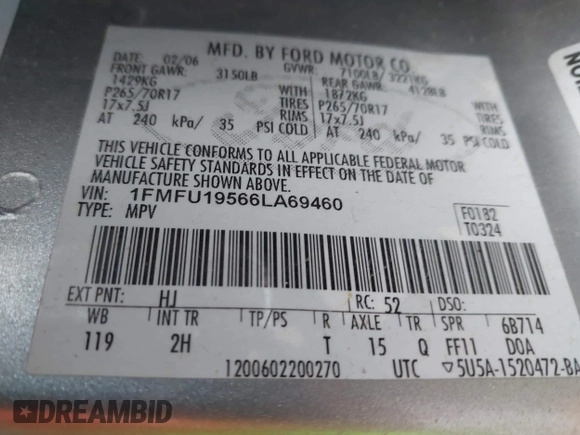 MFD. BY FORD MOTOR CO.
DATE: 02/06 GVWR: 7100LB/ 3221KG
FRONT GAWR: 3150LB REAR GAWR: 4128LB
1429KG WITH 1872KG WITH
P265/70R17 TIRES P265/70R17 TIRES
17x7.5J RIMS 17x7.5J RIMS
AT 240 kPa/ 35 PSI COLD AT 240 kPa/ 35 PSI COLD
THIS VEHICLE CONFORMS TO ALL APPLICABLE FEDERAL MOTOR
VEHICLE SAFETY STANDARDS IN EFFECT ON THE DATE OF
MANUFACTURE SHOWN ABOVE.
VIN: 1FMFU19566LA69460
TYPE: MPV F0182
T0324
EXT PNT: HJ RC: 52 DSO:
WB INT TR TP/PS R AXLE TR SPR 6B714
119 2H T 15 Q FF11 DOA
1200602200270 UTC ▽5U5A-1520472-BA
DREAMBID